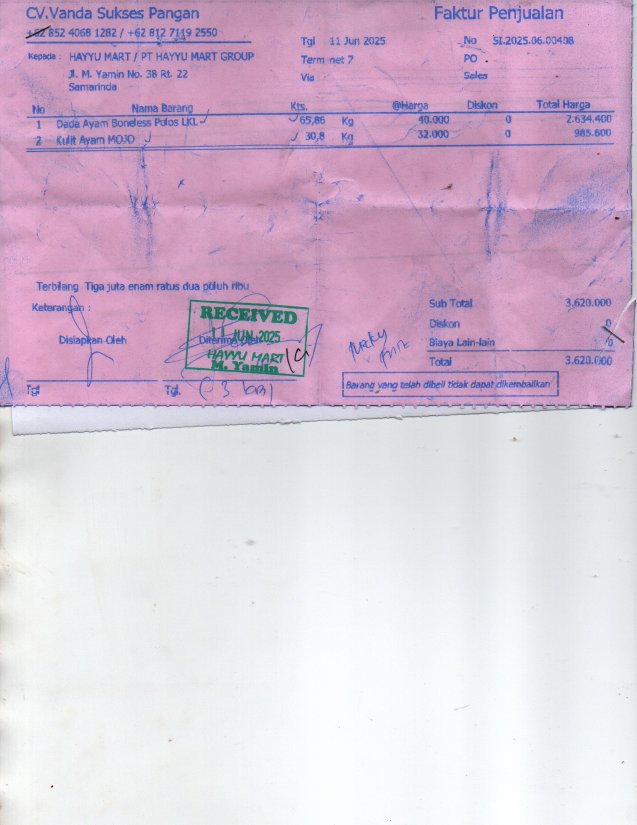 CV.Vanda Sukses Pangan
Faktur Penjualan
+62 852 4068 1282 / +62 812 7119 2550
Tgl 11 Jun 2025
No SI.2025.06.00408
Kepada : HAYYU MART / PT HAYYU MART GROUP
Term net 7
PO
Jl. M. Yamin No. 38 Rt. 22
Via
Sales
Samarinda
No Nama Barang Kts. @Harga Diskon Total Harga
1 Dada Ayam Boneless Polos LKL 65,86 Kg 40.000 0 2.634.400
2 Kulit Ayam MOJO 30,8 Kg 32.000 0 985.600
Terbilang Tiga juta enam ratus dua puluh ribu
Keterangan :
Sub Total 3.620.000
RECEIVED
Diskon 0
Disiapkan Oleh
Diterima Oleh
11 JUN 2025
Biaya Lain-lain 0
HAYYU MART
M. Yamin
Total 3.620.000
Tgl
Tgl.
Barang yang telah dibeli tidak dapat dikembalikan